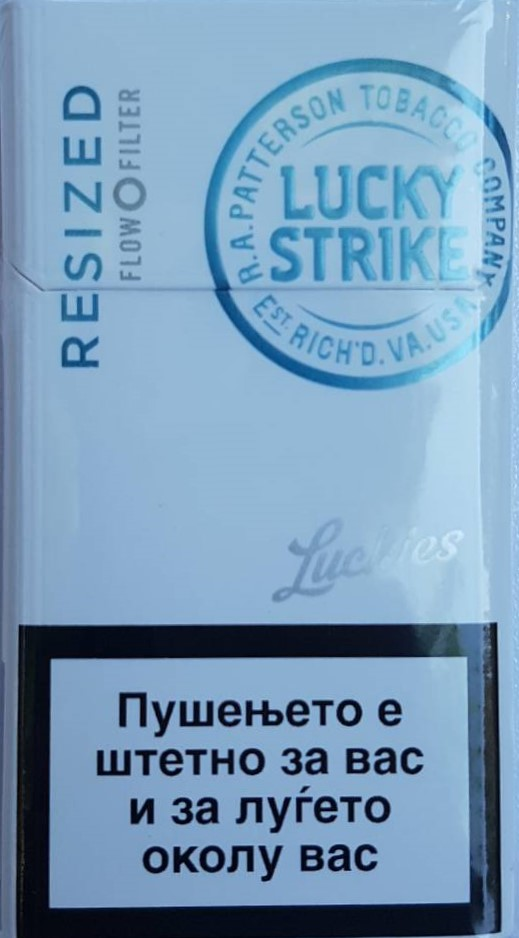 RESIZED
FLOW FILTER
R.A.PATTERSON TOBACCO COMPANY
LUCKY
STRIKE
EST. RICH'D. VA. USA
Luckies
Пушењето е
штетно за вас
и за луѓето
околу вас